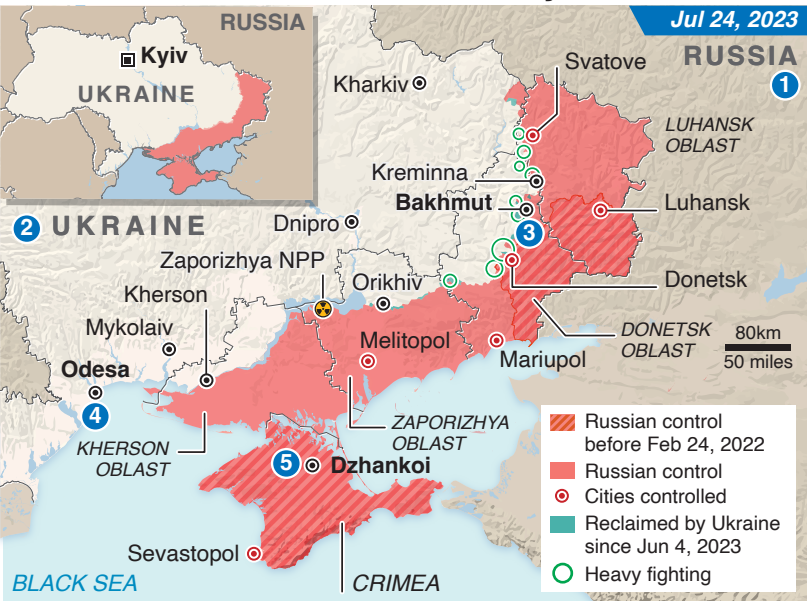 Jul 24, 2023
RUSSIA
Kyiv
UKRAINE
RUSSIA
1
Svatove
Kharkiv
LUHANSK
OBLAST
Kreminna
Bakhmut
Luhansk
2
UKRAINE
Dnipro
3
Zaporizhya NPP
Orikhiv
Donetsk
Kherson
Mykolaiv
Melitopol
DONETSK
OBLAST
80km
50 miles
Mariupol
Odesa
4
ZAPORIZHYA
OBLAST
KHERSON
OBLAST
5
Dzhankoi
Sevastopol
BLACK SEA
CRIMEA
Russian control
before Feb 24, 2022
Russian control
Cities controlled
Reclaimed by Ukraine
since Jun 4, 2023
Heavy fighting